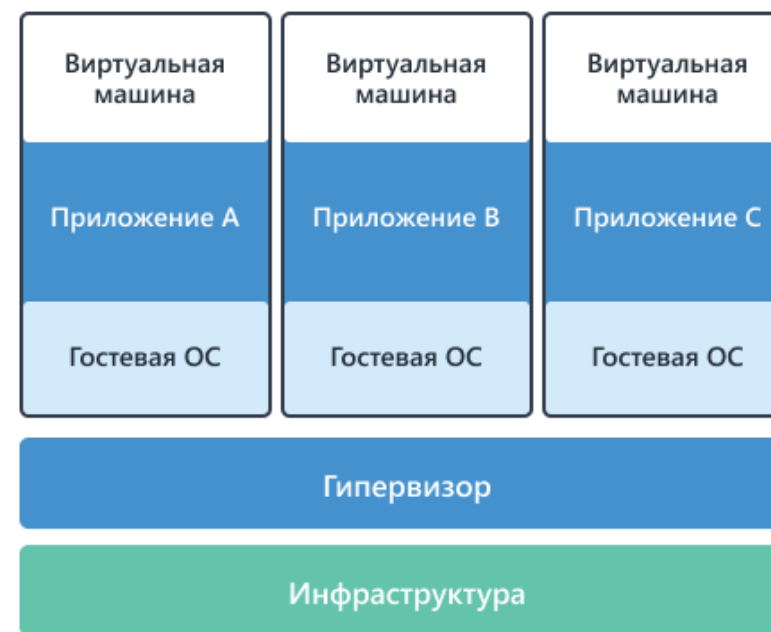 Виртуальная
машина
Виртуальная
машина
Виртуальная
машина
Приложение A
Приложение B
Приложение C
Гостевая ОС
Гостевая ОС
Гостевая ОС
Гипервизор
Инфраструктура